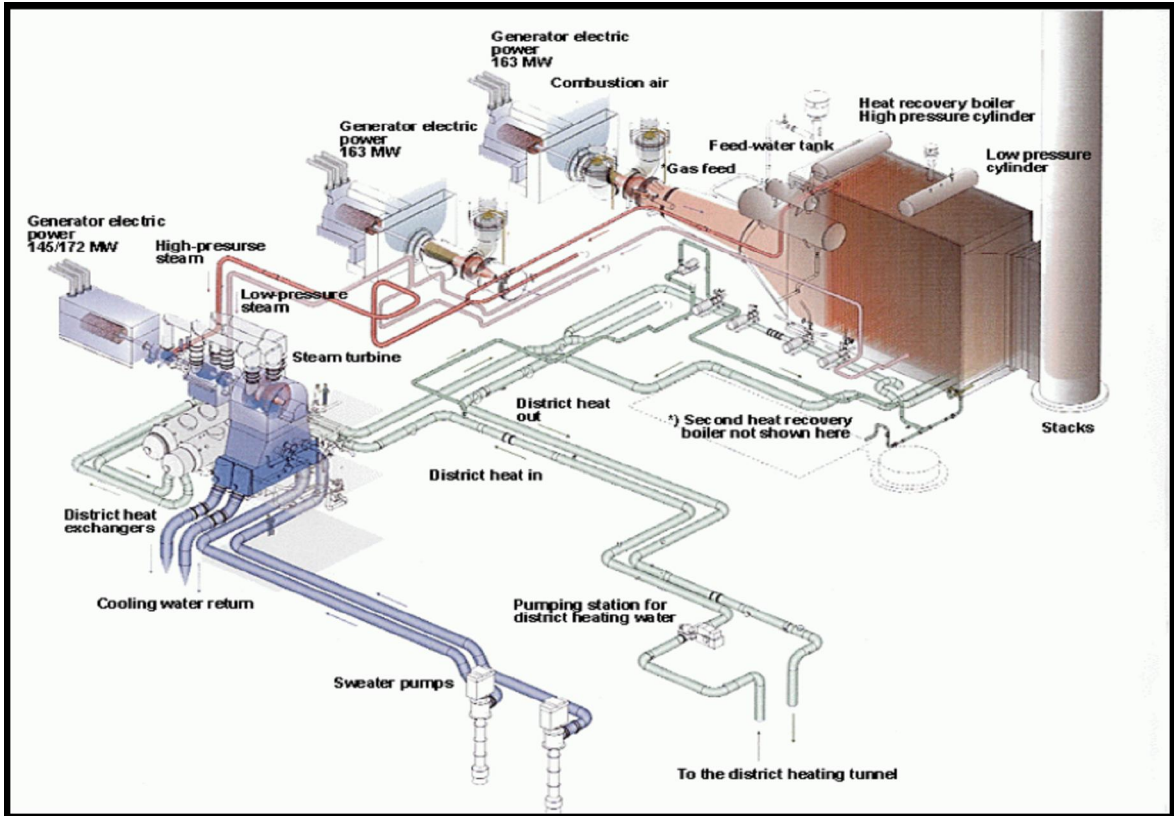 Generator electric
power
163 MW
Combustion air
Heat recovery boiler
High pressure cylinder
Generator electric
power
163 MW
Feed-water tank
Low pressure
cylinder
*Gas feed
Generator electric
power
145/172 MW
High-presurse
steam
Low-pressure
steam
Steam turbine
District heat
out
*) Second heat recovery
boiler not shown here
Stacks
District heat in
District heat
exchangers
Cooling water return
Pumping station for
district heating water
Sweater pumps
To the district heating tunnel